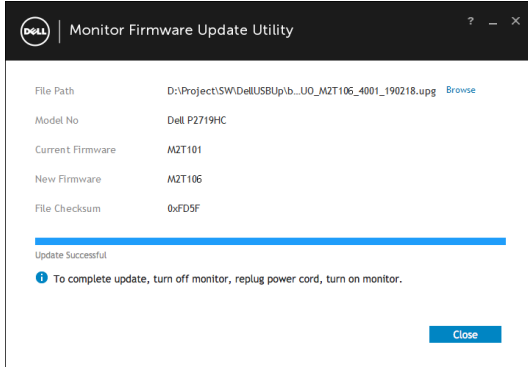 DELL Monitor Firmware Update Utility ? _ X
File Path D:\Project\SW\DellUSBUp\b...UO_M2T106_4001_190218.upg Browse
Model No Dell P2719HC
Current Firmware M2T101
New Firmware M2T106
File Checksum 0xFD5F
Update Successful
i To complete update, turn off monitor, replug power cord, turn on monitor.
Close